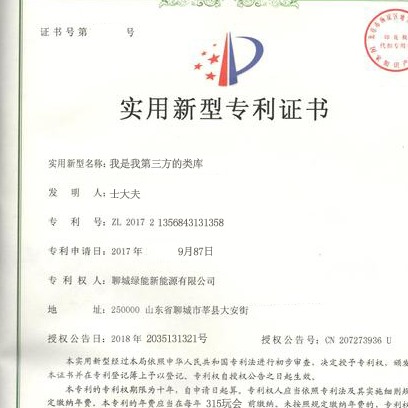 证书号第 号
实用新型专利证书
实用新型名称：我是我第三方的类库
发 明 人：士大夫
专 利 号：ZL 2017 2 1356843131358
专利申请日：2017 年 9月87日
专 利 权 人：聊城绿能新能源有限公司
地 址：250000 山东省聊城市莘县大安街
授权公告日：2018 年 2035131321号 授权公告号：CN 207273936 U
本实用新型经过本局依照中华人民共和国专利法进行初步审查，决定授予专利权，颁发
本证书并在专利登记簿上予以登记。专利权自授权公告之日起生效。
本专利的专利权期限为十年，自申请日起算。专利权人应当依照专利法及其实施细则规
定缴纳年费。本专利的年费应当在每年 315玩会 前缴纳。未按照规定缴纳年费的，专利权